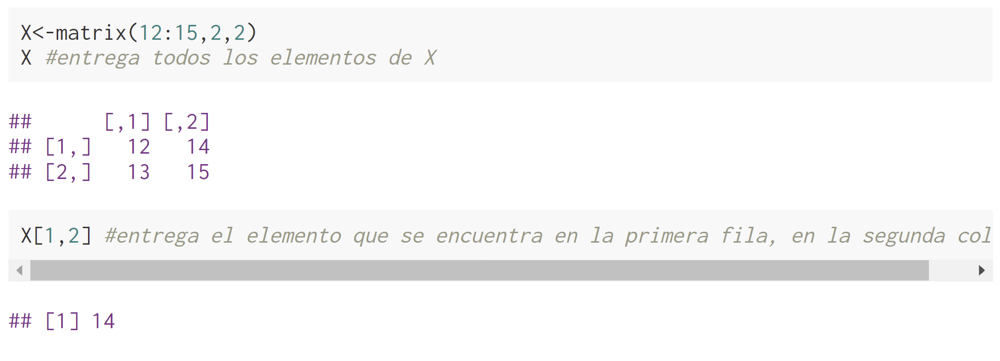 X<-matrix(12:15,2,2)
X #entrega todos los elementos de X
##      [,1] [,2]
## [1,]   12   14
## [2,]   13   15
X[1,2] #entrega el elemento que se encuentra en la primera fila, en la segunda col
## [1] 14